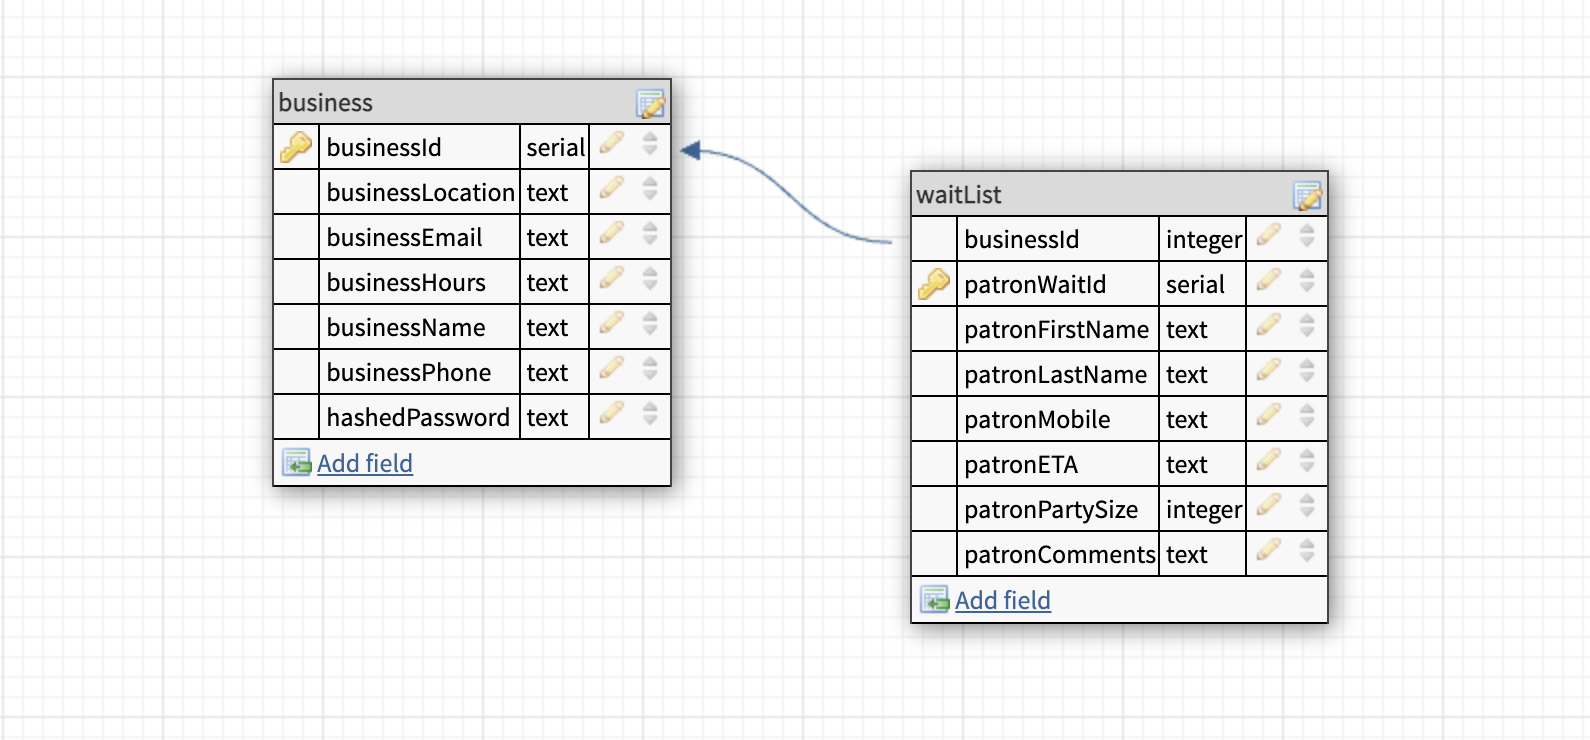 business
businessId serial
businessLocation text
businessEmail text
businessHours text
businessName text
businessPhone text
hashedPassword text
Add field
waitList
businessId integer
patronWaitId serial
patronFirstName text
patronLastName text
patronMobile text
patronETA text
patronPartySize integer
patronComments text
Add field